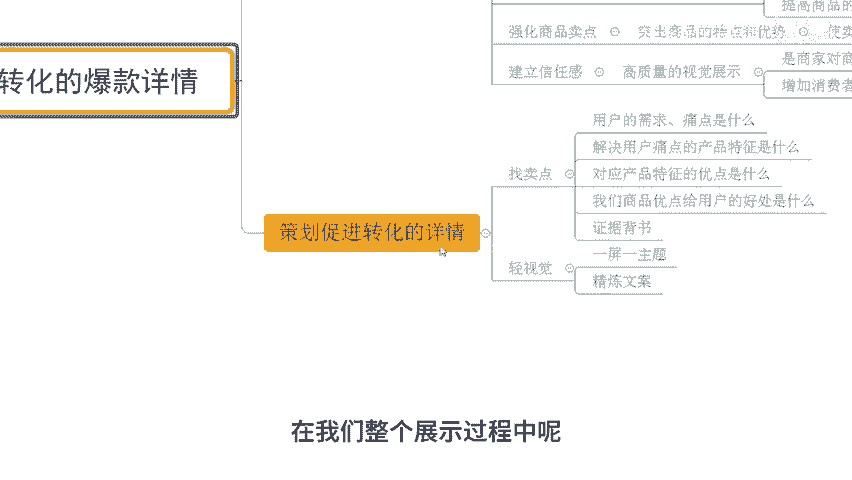 提高商品的
强化商品卖点 突出商品的特点和优势 使卖
建立信任感 高质量的视觉展示 是商家对商
增加消费者
转化的爆款详情
用户的需求、痛点是什么
解决用户痛点的产品特征是什么
找卖点 对应产品特征的优点是什么
我们商品优点给用户的好处是什么
证据背书
策划促进转化的详情
一屏一主题
轻视觉
精炼文案
在我们整个展示过程中呢